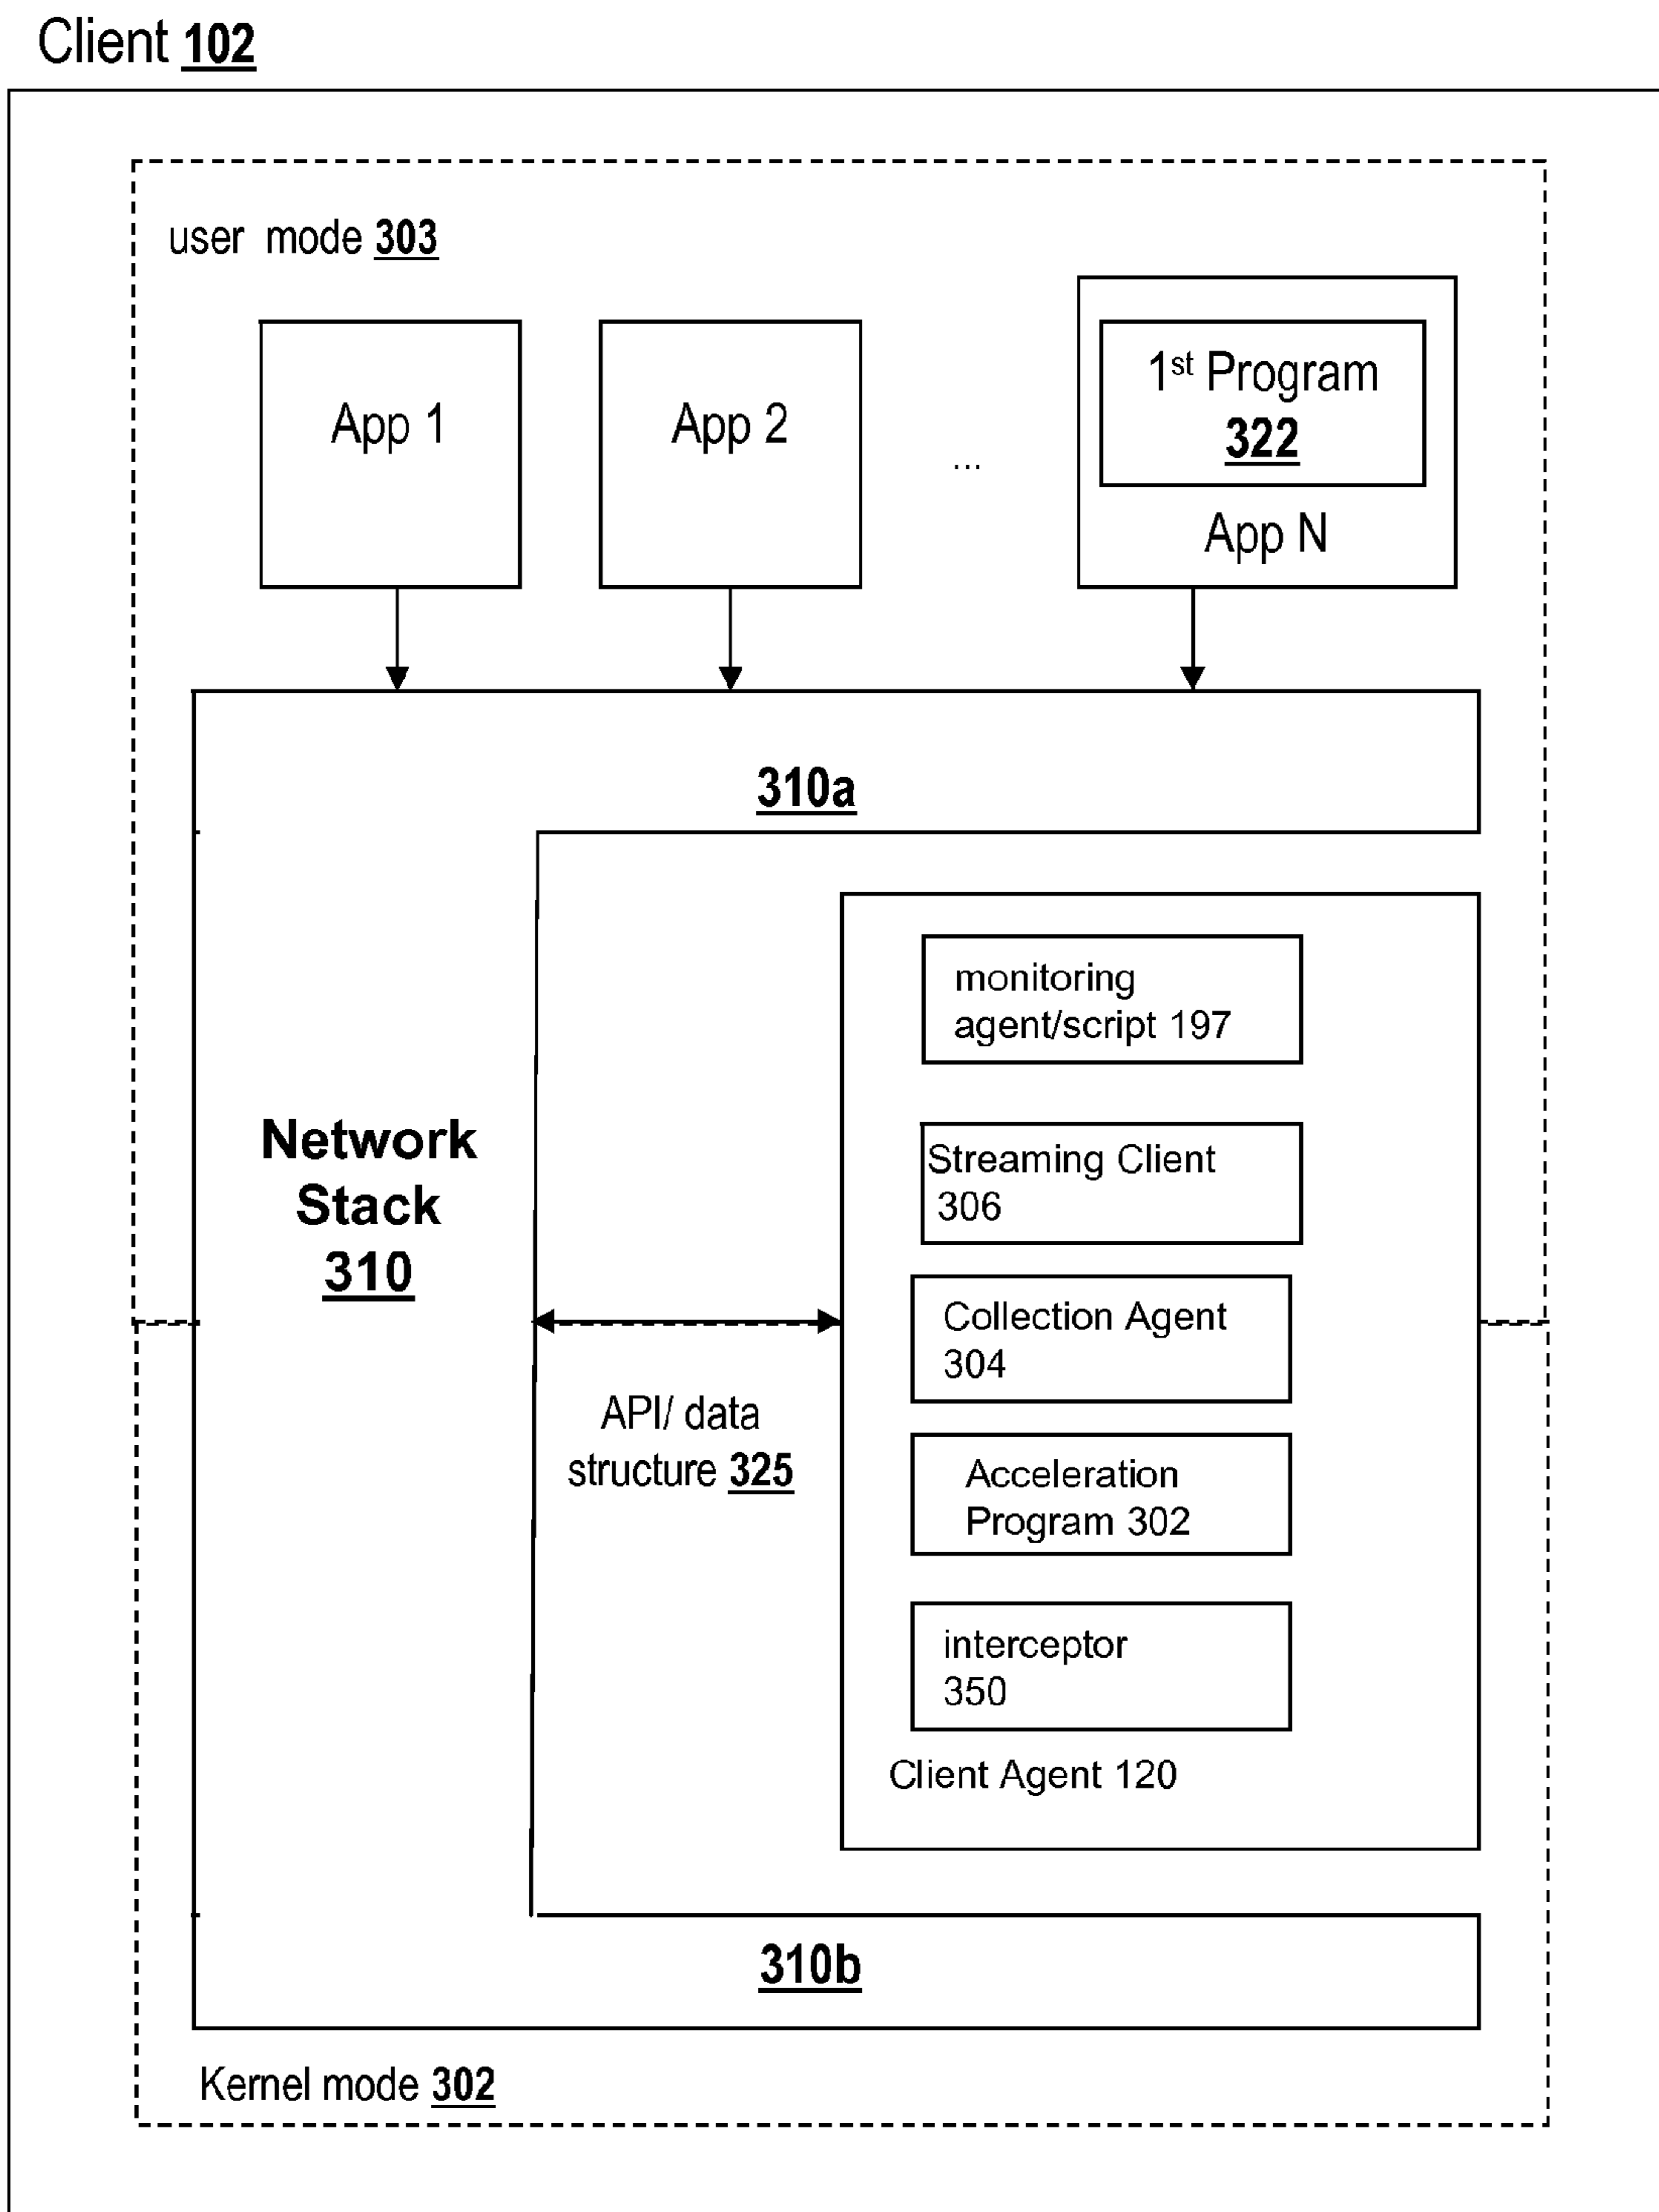 Client 102
user mode 303
App 1
App 2
...
1st Program
322
App N
310a
Network
Stack
310
monitoring
agent/script 197
Streaming Client
306
Collection Agent
304
API/ data
structure 325
Acceleration
Program 302
interceptor
350
Client Agent 120
310b
Kernel mode 302